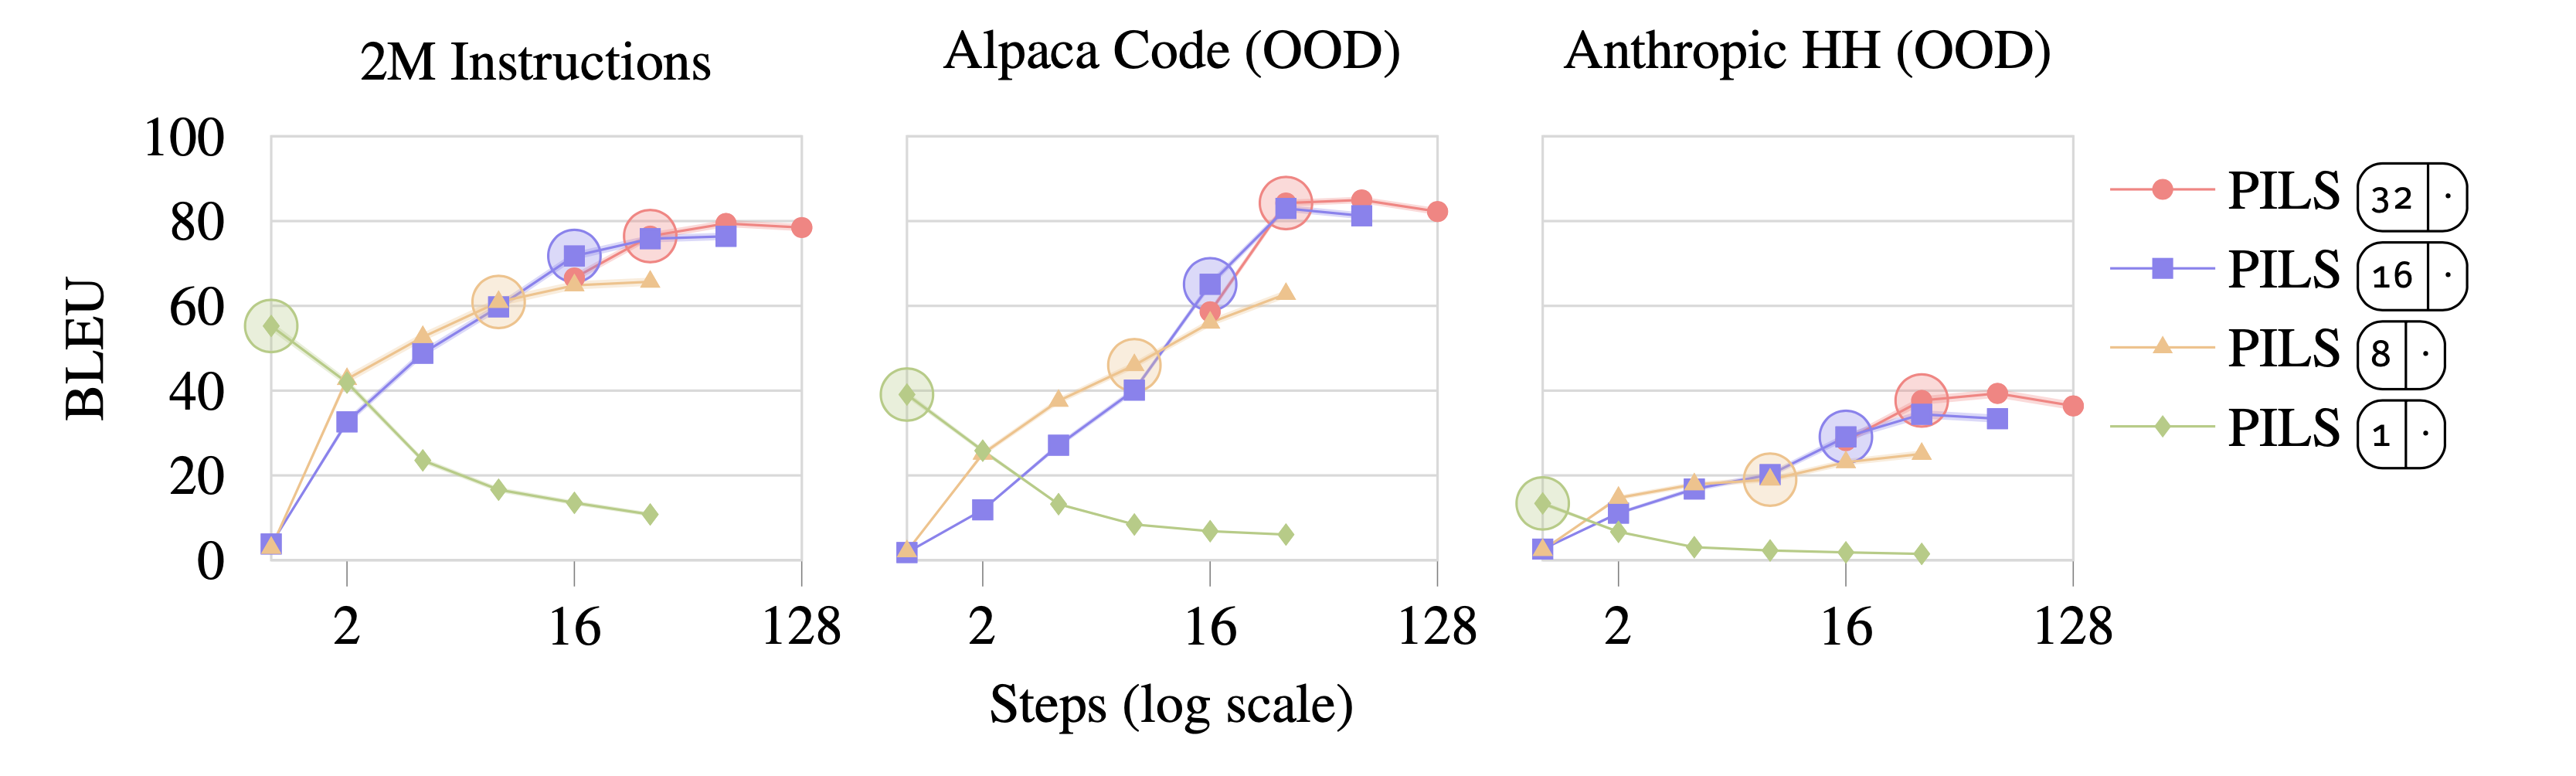 2M Instructions
Alpaca Code (OOD)
Anthropic HH (OOD)
BLEU
100
80
60
40
20
0
2 16 128
2 16 128
2 16 128
Steps (log scale)
PILS 32 ·
PILS 16 ·
PILS 8 ·
PILS 1 ·